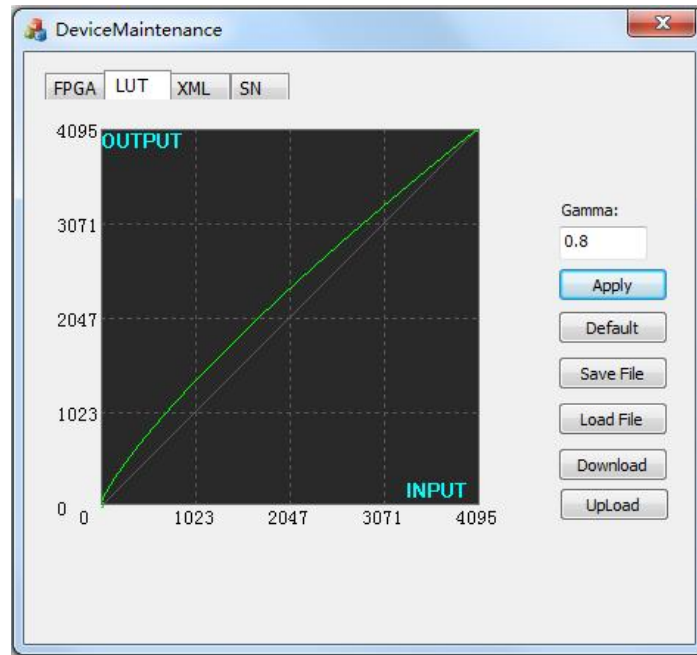 DeviceMaintenance
FPGA LUT XML SN
4095
OUTPUT
3071
2047
1023
0
INPUT
0 1023 2047 3071 4095
Gamma:
0.8
Apply
Default
Save File
Load File
Download
UpLoad